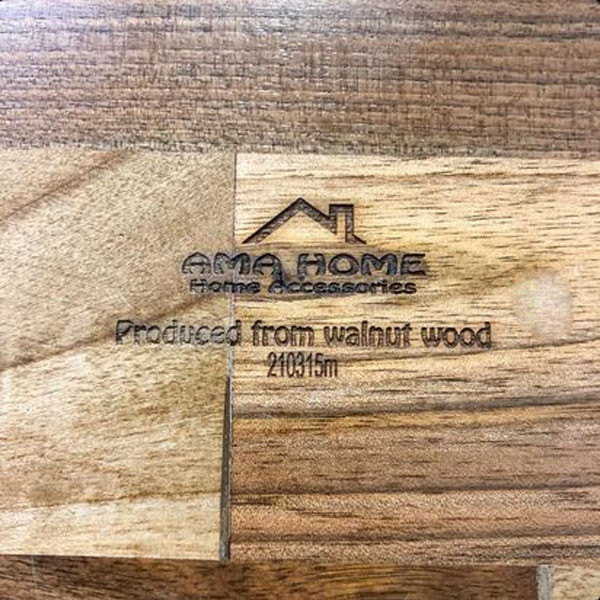 AMA HOME
Home Accessories
Produced from walnut wood
210315m